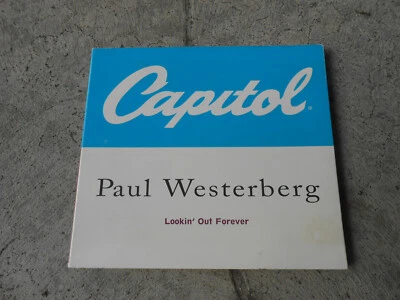 Capitol®
Paul Westerberg
Lookin' Out Forever